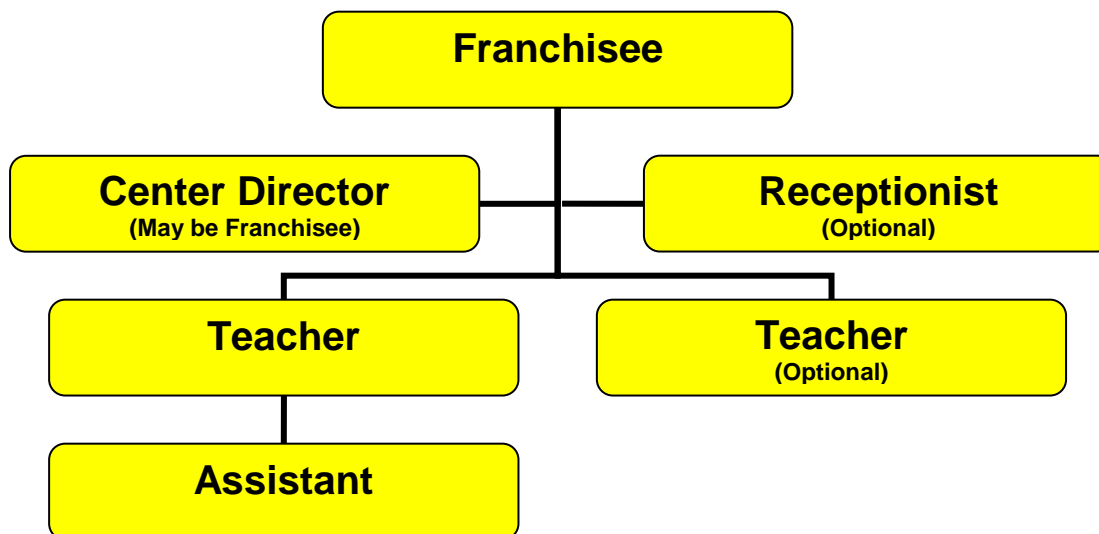 Franchisee
Center Director
(May be Franchisee)
Receptionist
(Optional)
Teacher
Teacher
(Optional)
Assistant